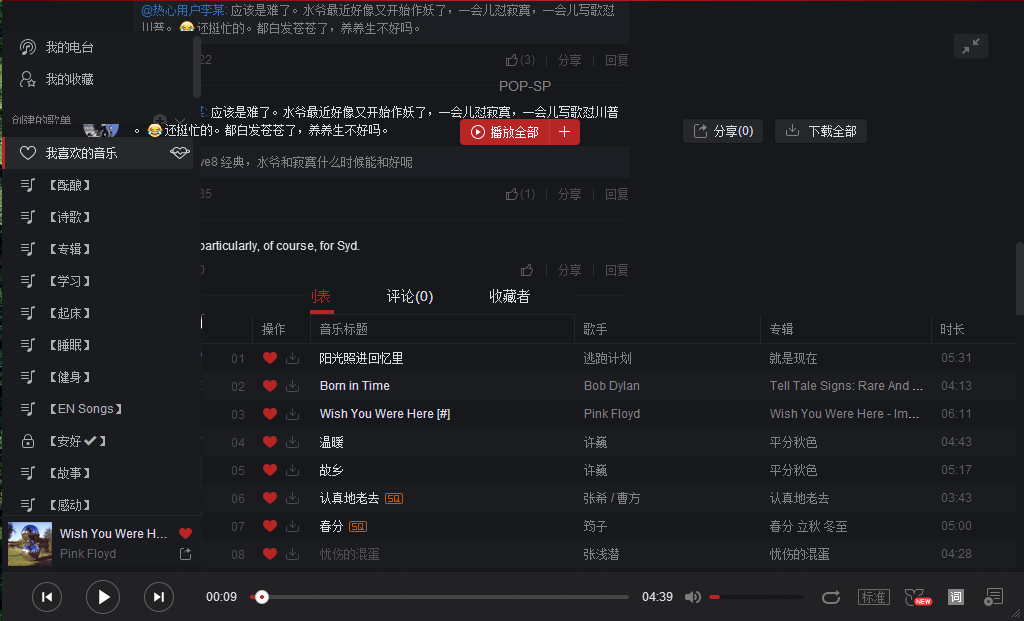 @热心用户李某: 应该是难了。水爷最近好像又开始作妖了，一会儿怼寂寞，一会儿写歌怼
川普。😂还挺忙的。都白发苍苍了，养养生不好吗。
(3) | 分享 | 回复
POP-SP
我的电台
我的收藏
创建的歌单
应该是难了。水爷最近好像又开始作妖了，一会儿怼寂寞，一会儿写歌怼川普
。😂还挺忙的。都白发苍苍了，养养生不好吗。
播放全部 +
分享(0)
下载全部
我喜欢的音乐
ve8 经典，水爷和寂寞什么时候能和好呢
(1) | 分享 | 回复
particularly, of course, for Syd.
分享 | 回复
评论(0)
收藏者
【酝酿】
【诗歌】
【专辑】
【学习】
【起床】
【睡眠】
【健身】
【EN Songs】
【安好✔】
【故事】
【感动】
操作 音乐标题 歌手 专辑 时长
01 阳光照进回忆里 逃跑计划 就是现在 05:31
02 Born in Time Bob Dylan Tell Tale Signs: Rare And ... 04:13
03 Wish You Were Here [#] Pink Floyd Wish You Were Here - Im... 06:11
04 温暖 许巍 平分秋色 04:43
05 故乡 许巍 平分秋色 05:17
06 认真地老去 SQ 张希 / 曹方 认真地老去 03:43
07 春分 SQ 筠子 春分 立秋 冬至 05:00
08 忧伤的混蛋 张浅潜 忧伤的混蛋 04:28
Wish You Were H...
Pink Floyd
00:09
04:39
标准
NEW
词